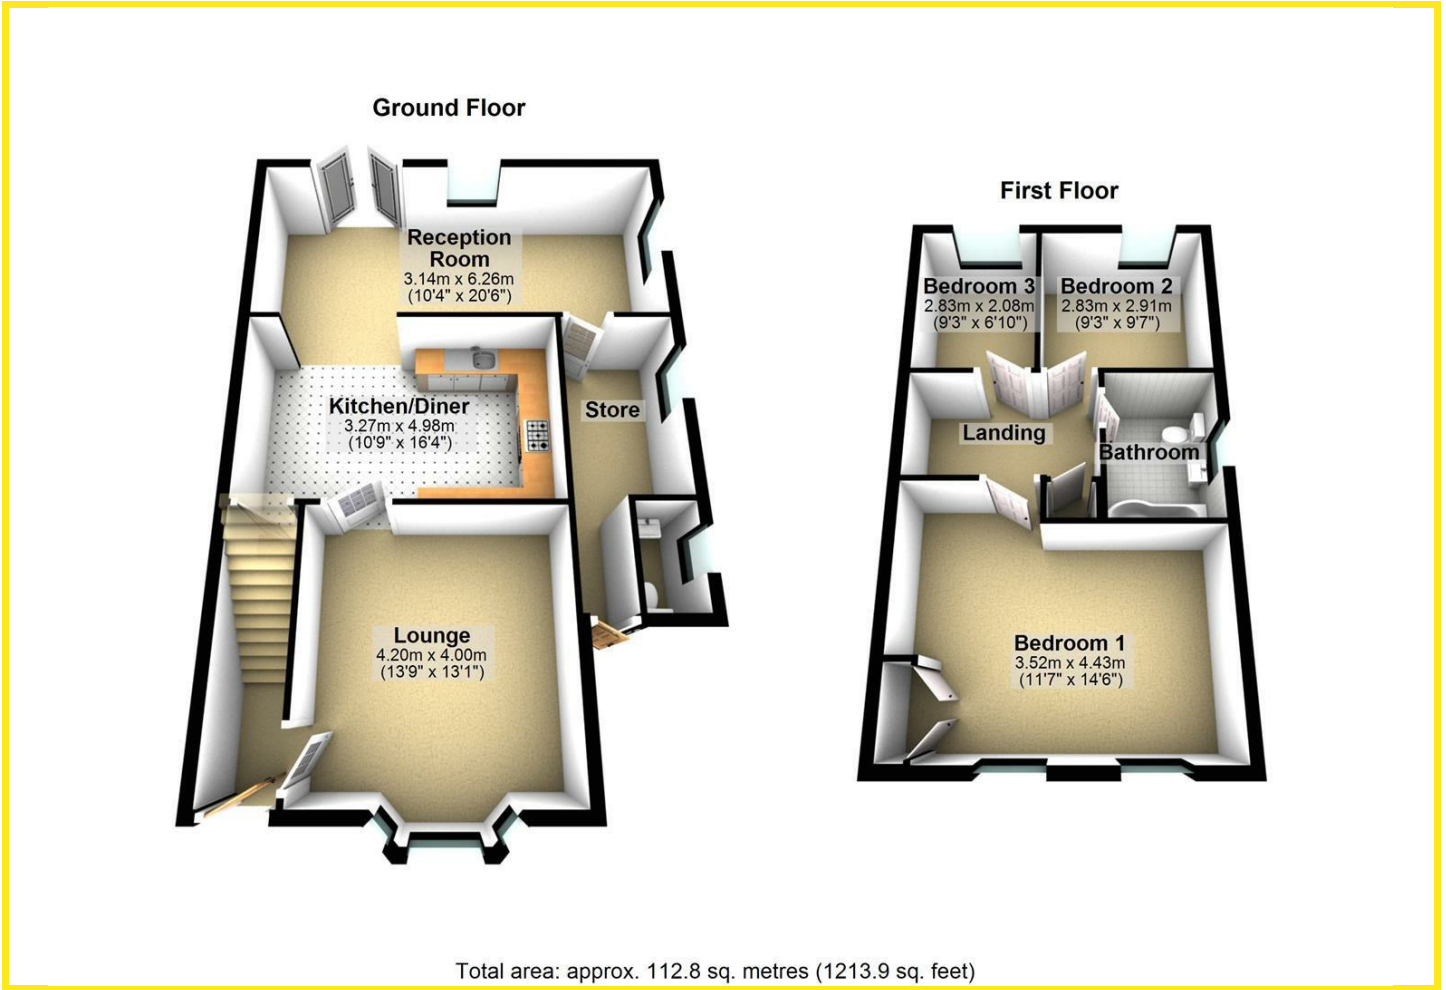 Ground Floor
Reception
Room
3.14m x 6.26m
(10'4" x 20'6")
Kitchen/Diner
3.27m x 4.98m
(10'9" x 16'4")
Store
Lounge
4.20m x 4.00m
(13'9" x 13'1")
First Floor
Bedroom 3
2.83m x 2.08m
(9'3" x 6'10")
Bedroom 2
2.83m x 2.91m
(9'3" x 9'7")
Landing
Bathroom
Bedroom 1
3.52m x 4.43m
(11'7" x 14'6")
Total area: approx. 112.8 sq. metres (1213.9 sq. feet)